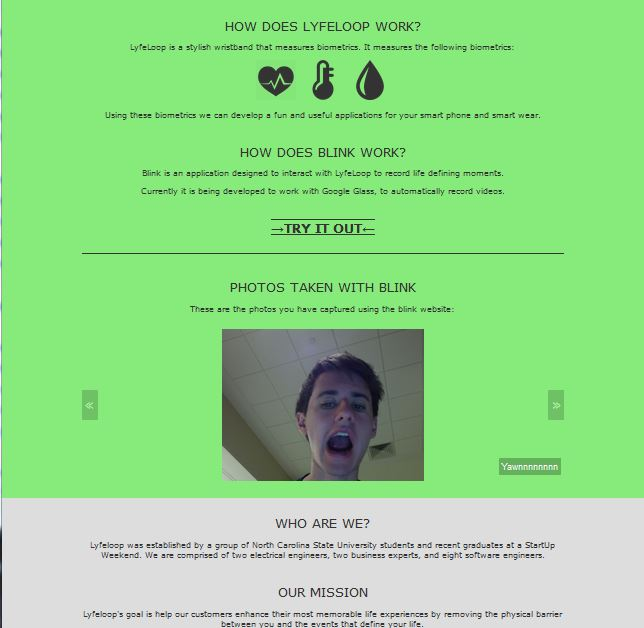 HOW DOES LYFELOOP WORK?
LyfeLoop is a stylish wristband that measures biometrics. It measures the following biometrics:
Using these biometrics we can develop a fun and useful applications for your smart phone and smart wear.
HOW DOES BLINK WORK?
Blink is an application designed to interact with LyfeLoop to record life defining moments.
Currently it is being developed to work with Google Glass, to automatically record videos.
→TRY IT OUT←
PHOTOS TAKEN WITH BLINK
These are the photos you have captured using the blink website:
« »
Yawnnnnnnnn
WHO ARE WE?
Lyfeloop was established by a group of North Carolina State University students and recent graduates at a StartUp
Weekend. We are comprised of two electrical engineers, two business experts, and eight software engineers.
OUR MISSION
Lyfeloop's goal is help our customers enhance their most memorable life experiences by removing the physical barrier
between you and the events that define your life.